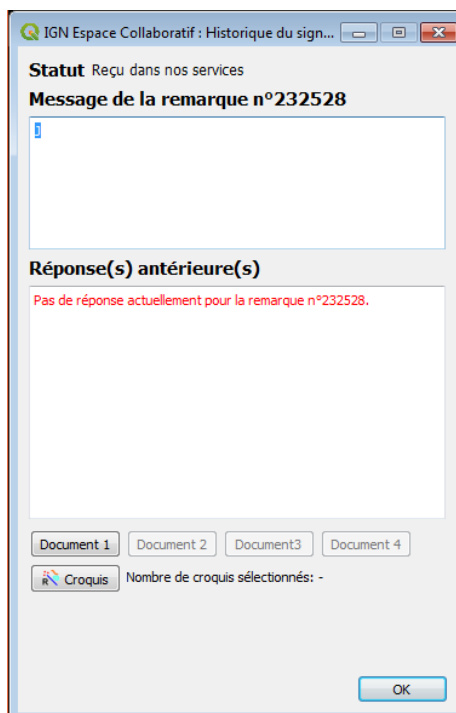 IGN Espace Collaboratif : Historique du sign...
Statut Reçu dans nos services
Message de la remarque n°232528
J
Réponse(s) antérieure(s)
Pas de réponse actuellement pour la remarque n°232528.
Document 1 Document 2 Document3 Document 4
Croquis Nombre de croquis sélectionnés: -
OK